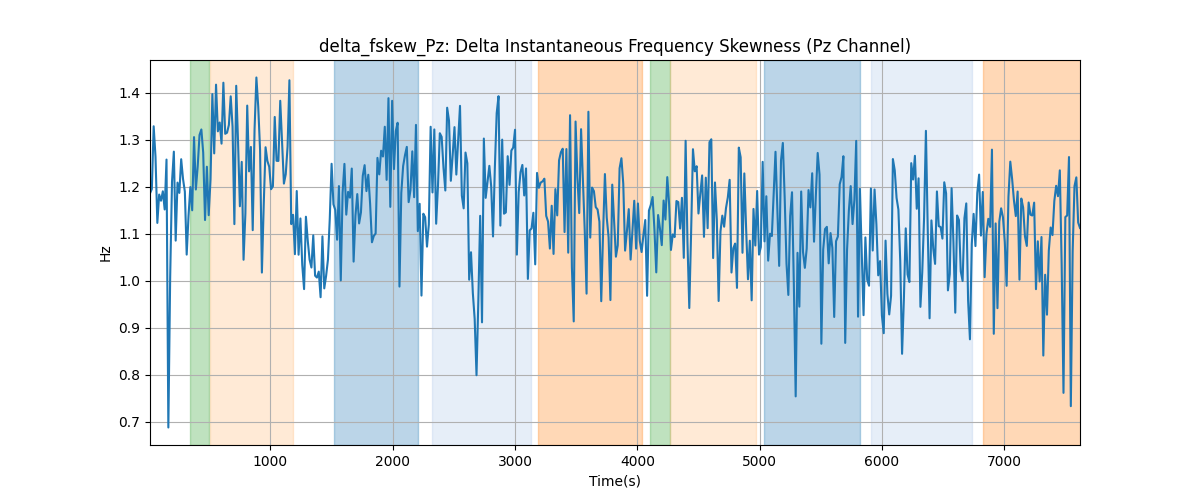 delta_fskew_Pz: Delta Instantaneous Frequency Skewness (Pz Channel)
Hz
1.4
1.3
1.2
1.1
1.0
0.9
0.8
0.7
1000 2000 3000 4000 5000 6000 7000
Time(s)